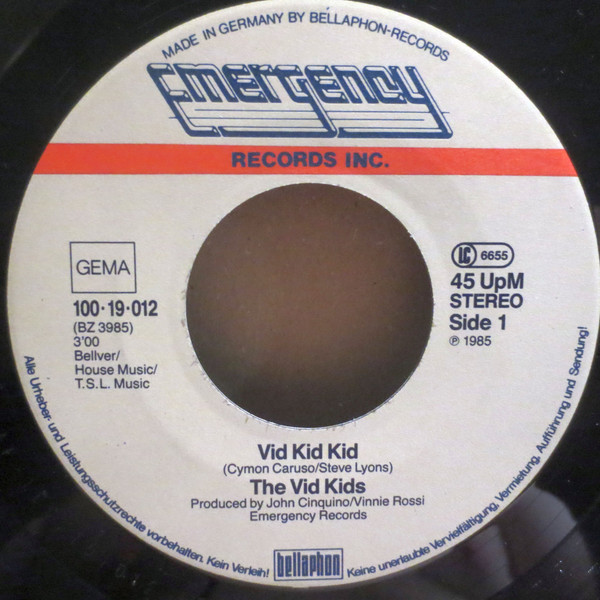 MADE IN GERMANY BY BELLAPHON-RECORDS
Emergency
RECORDS INC.
GEMA
100·19·012
(BZ 3985)
3'00
Bellver/
House Music/
T.S.L. Music
LC 6655
45 UpM
STEREO
Side 1
℗ 1985
Vid Kid Kid
(Cymon Caruso/Steve Lyons)
The Vid Kids
Produced by John Cinquino/Vinnie Rossi
Emergency Records
Alle Urheber- und Leistungsschutzrechte vorbehalten. Kein Verleih!
bellaphon
Keine unerlaubte Vervielfältigung, Vermietung, Aufführung und Sendung!